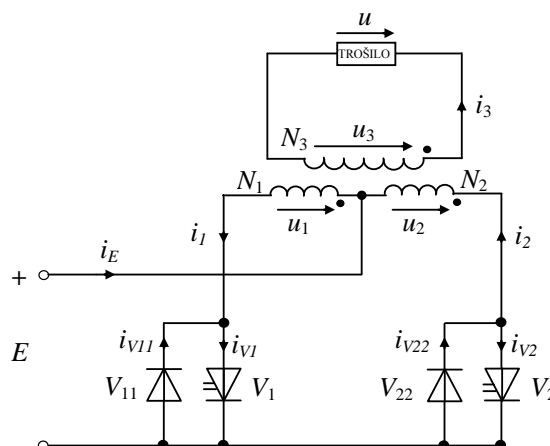 u
TROŠILO
i3
N3
u3
N1
N2
u1
u2
i1
i2
iE
+
E
iV11
iV1
iV22
iV2
V11
V1
V22
V2